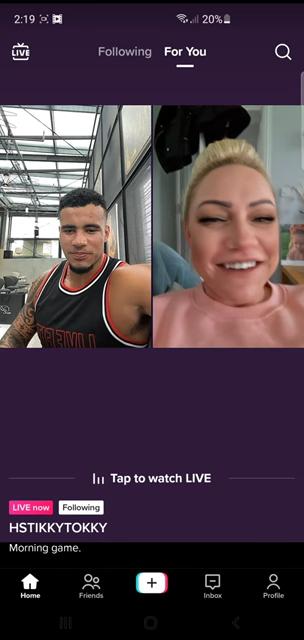 2:19 20%
LIVE Following For You
Tap to watch LIVE
LIVE now Following
HSTIKKYTOKKY
Morning game.
Home Friends Inbox Profile